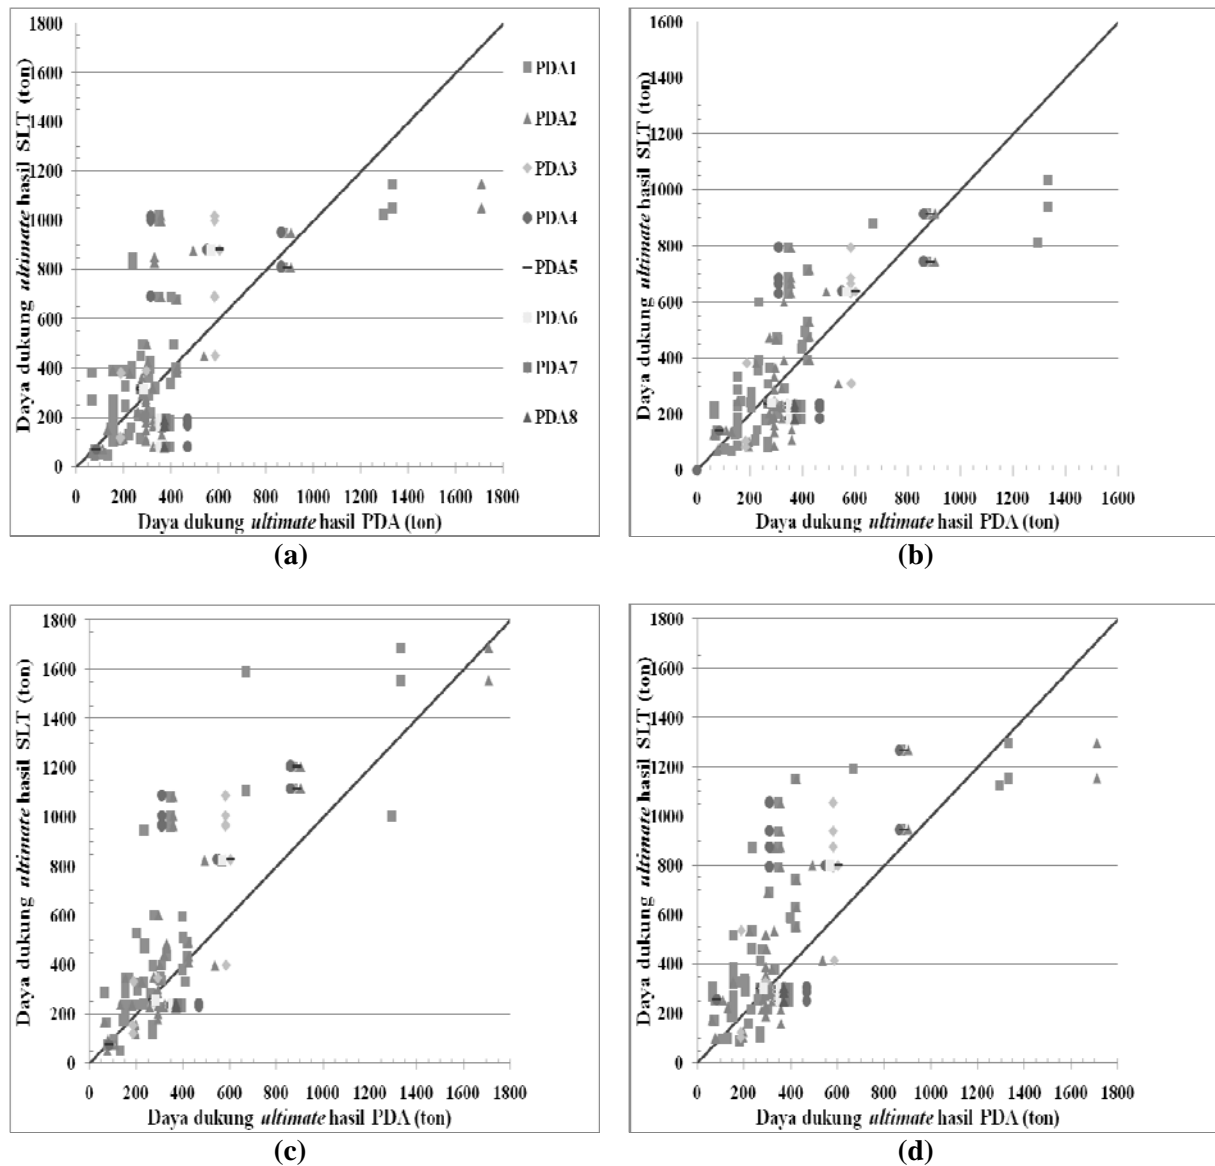 Daya dukung ultimate hasil SLT (ton)
1800
1600
1400
1200
1000
800
600
400
200
0
0 200 400 600 800 1000 1200 1400 1600 1800
Daya dukung ultimate hasil PDA (ton)
PDA1
PDA2
PDA3
PDA4
PDA5
PDA6
PDA7
PDA8
(a)
Daya dukung ultimate hasil SLT (ton)
1600
1400
1200
1000
800
600
400
200
0
0 200 400 600 800 1000 1200 1400 1600
Daya dukung ultimate hasil PDA (ton)
(b)
Daya dukung ultimate hasil SLT (ton)
1800
1600
1400
1200
1000
800
600
400
200
0
0 200 400 600 800 1000 1200 1400 1600 1800
Daya dukung ultimate hasil PDA (ton)
(c)
Daya dukung ultimate hasil SLT (ton)
1800
1600
1400
1200
1000
800
600
400
200
0
0 200 400 600 800 1000 1200 1400 1600 1800
Daya dukung ultimate hasil PDA (ton)
(d)